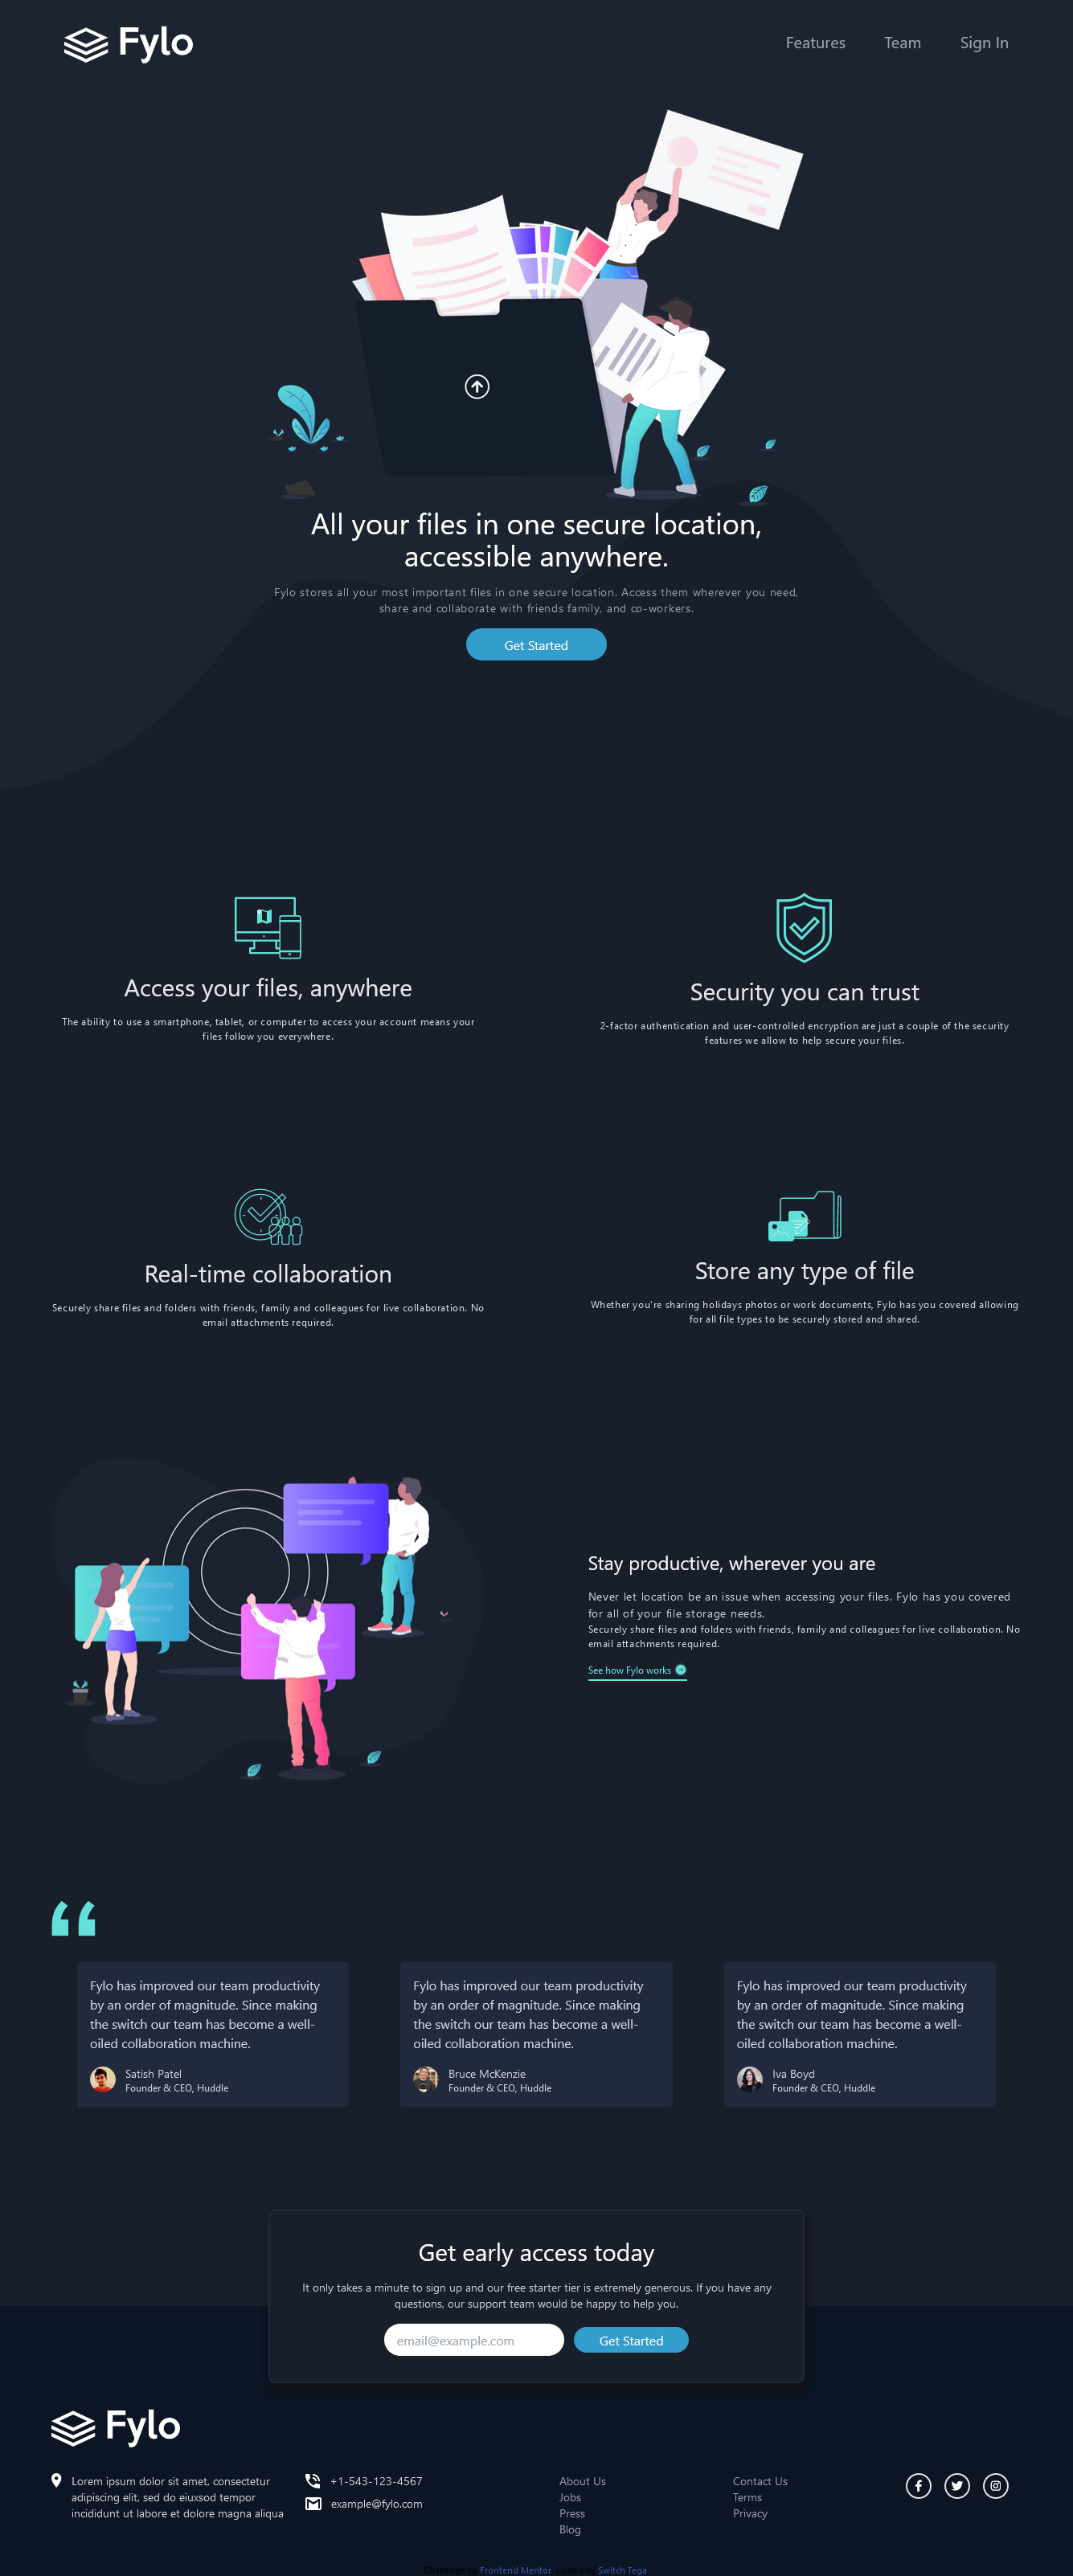 Fylo
Features Team Sign In
All your files in one secure location,
accessible anywhere.
Fylo stores all your most important files in one secure location. Access them wherever you need,
share and collaborate with friends family, and co-workers.
Get Started
Access your files, anywhere
The ability to use a smartphone, tablet, or computer to access your account means your
files follow you everywhere.
Security you can trust
2-factor authentication and user-controlled encryption are just a couple of the security
features we allow to help secure your files.
Real-time collaboration
Securely share files and folders with friends, family and colleagues for live collaboration. No
email attachments required.
Store any type of file
Whether you're sharing holidays photos or work documents, Fylo has you covered allowing
for all file types to be securely stored and shared.
Stay productive, wherever you are
Never let location be an issue when accessing your files. Fylo has you covered
for all of your file storage needs.
Securely share files and folders with friends, family and colleagues for live collaboration. No
email attachments required.
See how Fylo works
“
Fylo has improved our team productivity
by an order of magnitude. Since making
the switch our team has become a well-
oiled collaboration machine.
Satish Patel
Founder & CEO, Huddle
Fylo has improved our team productivity
by an order of magnitude. Since making
the switch our team has become a well-
oiled collaboration machine.
Bruce McKenzie
Founder & CEO, Huddle
Fylo has improved our team productivity
by an order of magnitude. Since making
the switch our team has become a well-
oiled collaboration machine.
Iva Boyd
Founder & CEO, Huddle
Get early access today
It only takes a minute to sign up and our free starter tier is extremely generous. If you have any
questions, our support team would be happy to help you.
email@example.com
Get Started
Fylo
Lorem ipsum dolor sit amet, consectetur
adipiscing elit, sed do eiuxsod tempor
incididunt ut labore et dolore magna aliqua
+1-543-123-4567
example@fylo.com
About Us
Jobs
Press
Blog
Contact Us
Terms
Privacy
Challenge by Frontend Mentor. Coded by Switch Tega.